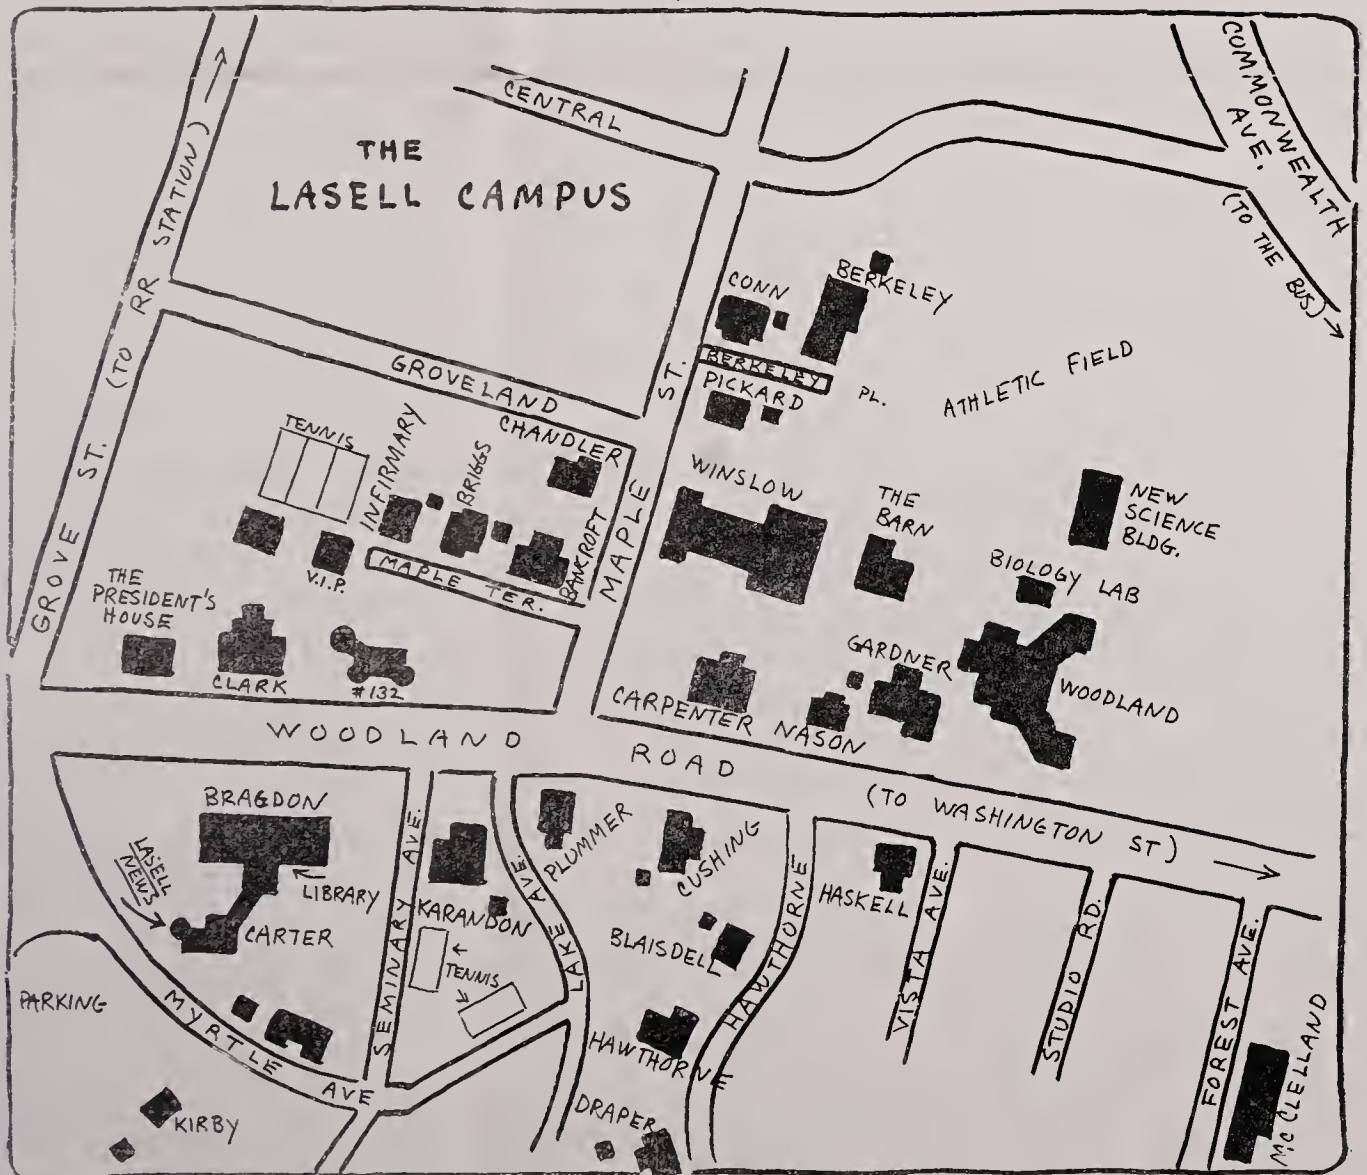 COMMONWEALTH
AVE.
(TO THE BUS) →
CENTRAL
THE
LASELL CAMPUS
GROVE ST. (TO RR STATION) →
GROVELAND
MAPLE ST.
CONN
BERKELEY
BERKELEY PL.
PICKARD
ATHLETIC FIELD
TENNIS
INFIRMARY
BRIGGS
CHANDLER
BANCROFT
V.I.P.
MAPLE TER.
WINSLOW
THE
BARN
NEW
SCIENCE
BLDG.
BIOLOGY LAB
THE
PRESIDENT'S
HOUSE
CLARK
#132
CARPENTER
NASON
GARDNER
WOODLAND
WOODLAND ROAD
(TO WASHINGTON ST) →
BRAGDON
LASELL
NEWS
LIBRARY
CARTER
SEMINARY AVE.
KARANDON
TENNIS
LAKE AVE.
PLUMMER
CUSHING
BLAISDELL
HAWTHORNE
HAWTHORNE
HASKELL
VISTA AVE.
STUDIO RD.
FOREST AVE.
McCLELLAND
PARKING
MYRTLE AVE
KIRBY
DRAPER